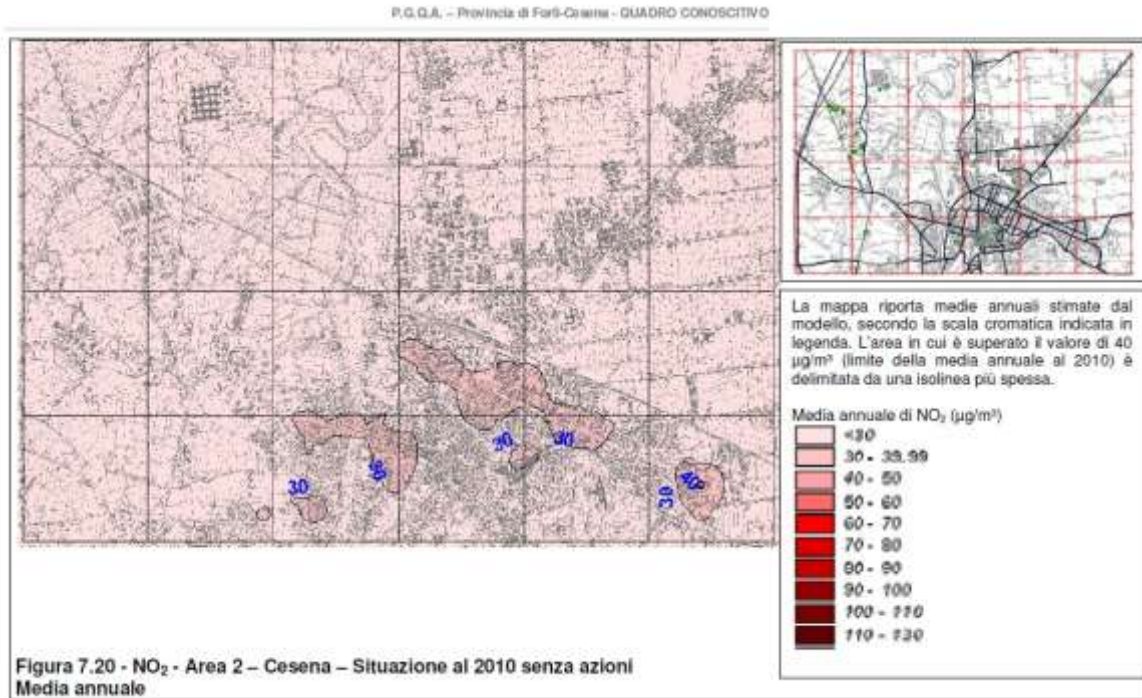 P.G.Q.A. – Provincia di Forlì-Cesena - QUADRO CONOSCITIVO
30
30
30
30
40
30
La mappa riporta medie annuali stimate dal
modello, secondo la scala cromatica indicata in
legenda. L'area in cui è superato il valore di 40
µg/m³ (limite della media annuale al 2010) è
delimitata da una isolinea più spessa.
Media annuale di NO₂ (µg/m³)
<30
30 - 39.99
40 - 50
50 - 60
60 - 70
70 - 80
80 - 90
90 - 100
100 - 110
110 - 130
Figura 7.20 - NO₂ - Area 2 – Cesena – Situazione al 2010 senza azioni
Media annuale